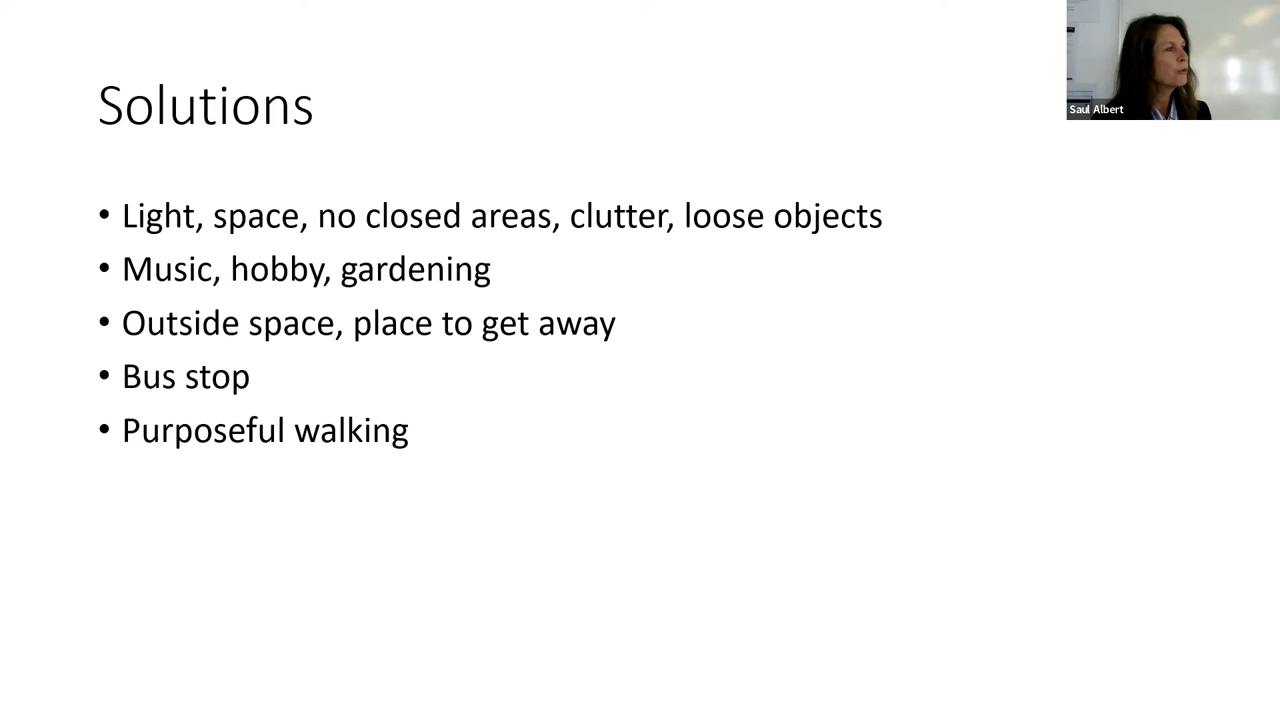 Solutions
• Light, space, no closed areas, clutter, loose objects
• Music, hobby, gardening
• Outside space, place to get away
• Bus stop
• Purposeful walking
Saul Albert